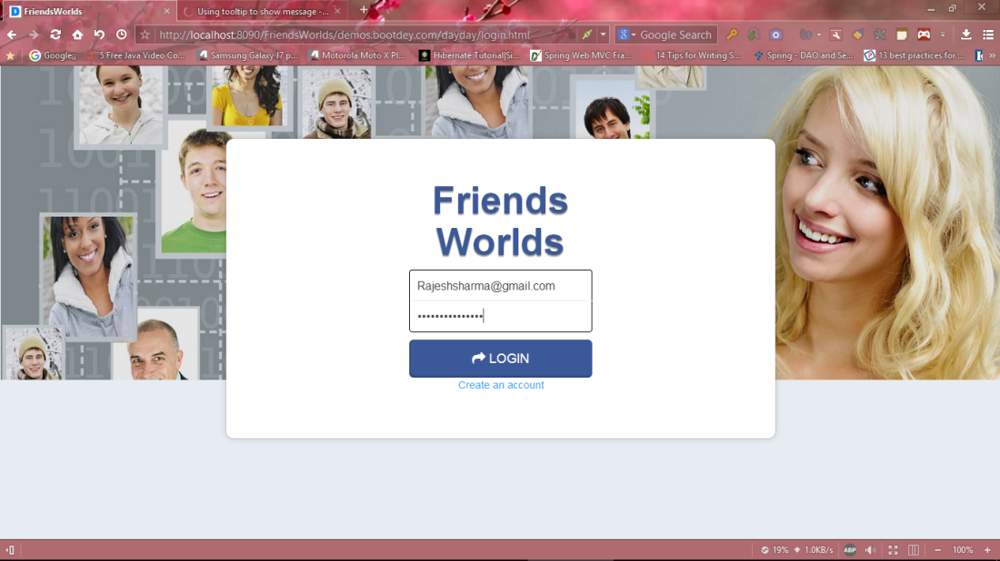 FriendsWorlds
Using tooltip to show message -...
http://localhost:8090/FriendsWorlds/demos.bootdey.com/dayday/login.html
Google Search
Google;;
5 Free Java Video Co...
Samsung Galaxy J7 p...
Motorola Moto X Pl...
Hibernate Tutorial|Si...
Spring Web MVC Fra...
14 Tips for Writing S...
Spring - DAO and Se...
13 best practices for ...
Friends
Worlds
Rajeshsharma@gmail.com
LOGIN
Create an account
19%
1.0KB/s
ABP
100%